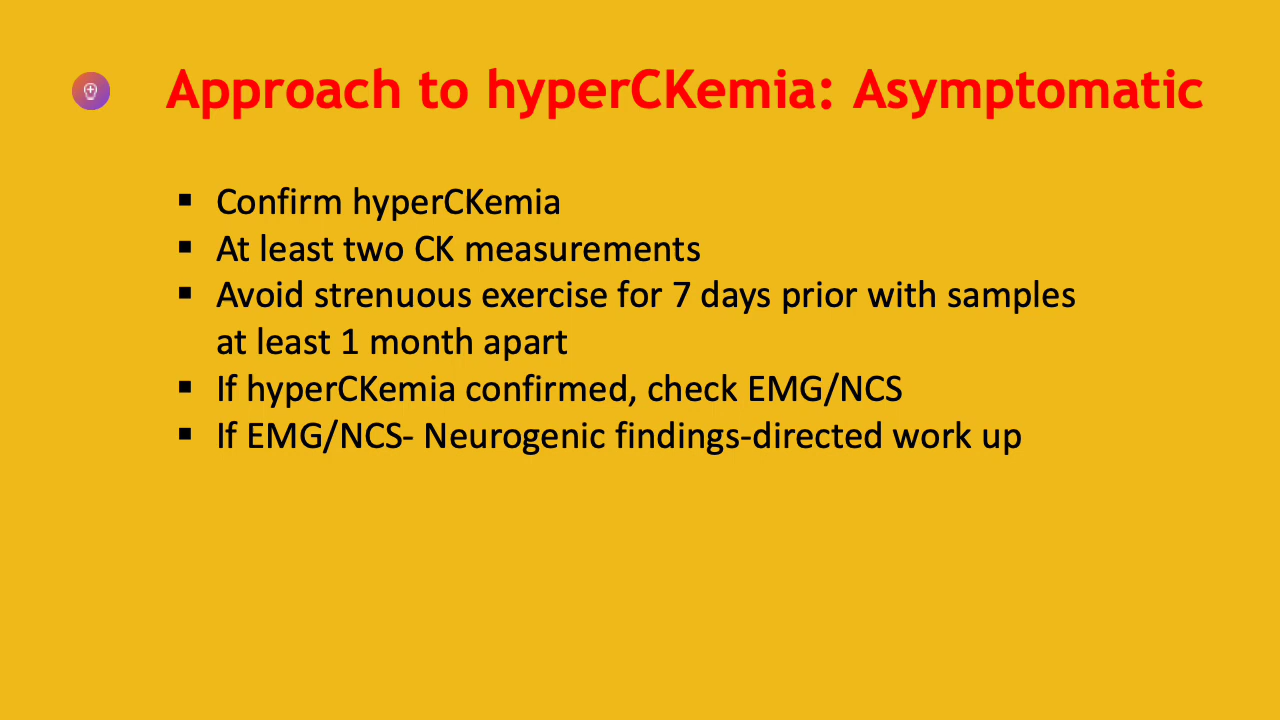 Approach to hyperCKemia: Asymptomatic
▪ Confirm hyperCKemia
▪ At least two CK measurements
▪ Avoid strenuous exercise for 7 days prior with samples
at least 1 month apart
▪ If hyperCKemia confirmed, check EMG/NCS
▪ If EMG/NCS- Neurogenic findings-directed work up